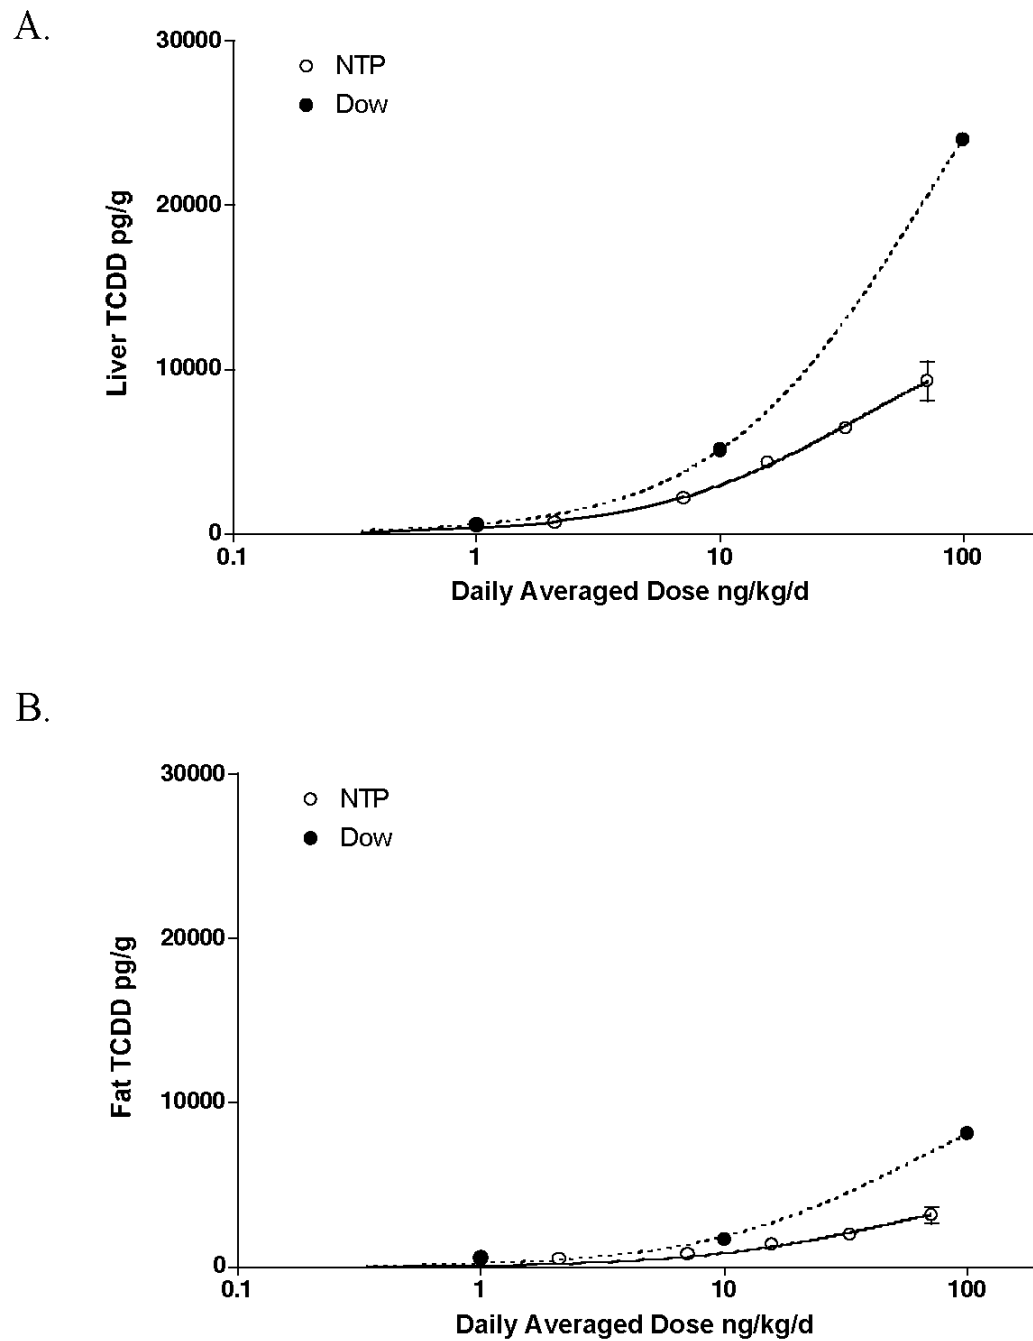 A.
30000
NTP
Dow
20000
Liver TCDD pg/g
10000
0
0.1 1 10 100
Daily Averaged Dose ng/kg/d
B.
30000
NTP
Dow
20000
Fat TCDD pg/g
10000
0
0.1 1 10 100
Daily Averaged Dose ng/kg/d